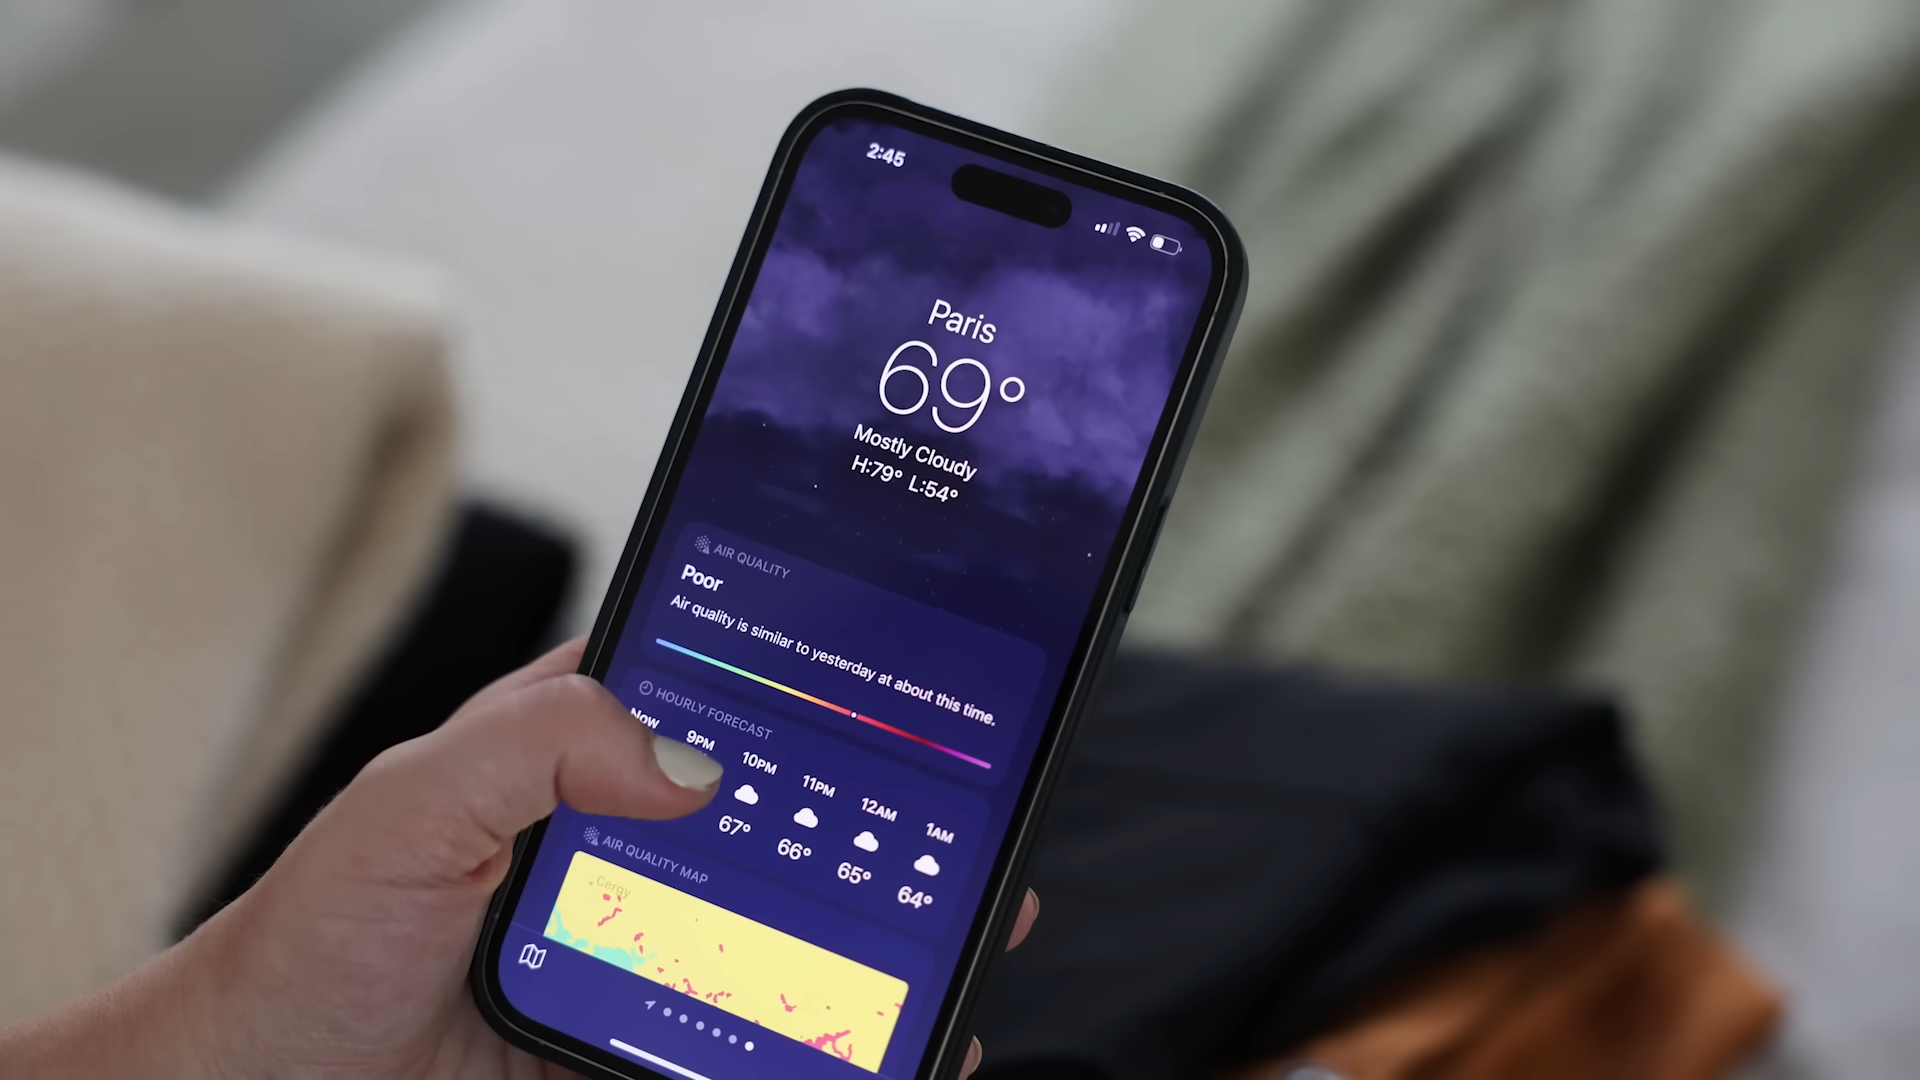 2:45
Paris
69°
Mostly Cloudy
H:79° L:54°
AIR QUALITY
Poor
Air quality is similar to yesterday at about this time.
HOURLY FORECAST
Now 9PM 10PM 11PM 12AM 1AM
67° 66° 65° 64°
AIR QUALITY MAP
Cergy